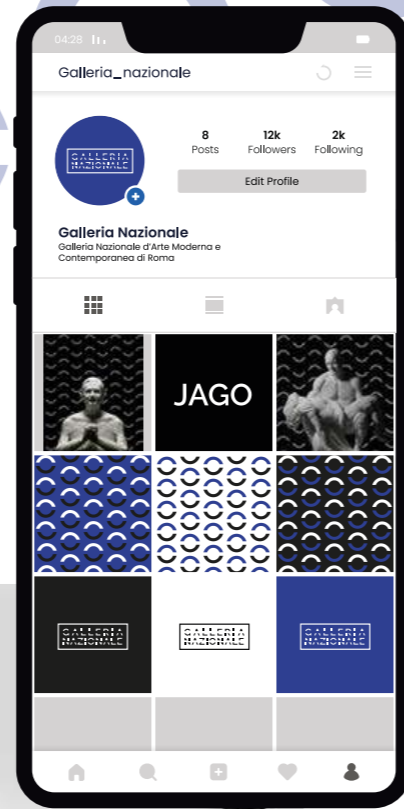 04:28
Galleria_nazionale
GALLERIA
NAZIONALE
8 12k 2k
Posts Followers Following
Edit Profile
Galleria Nazionale
Galleria Nazionale d'Arte Moderna e
Contemporanea di Roma
JAGO
GALLERIA
NAZIONALE
GALLERIA
NAZIONALE
GALLERIA
NAZIONALE